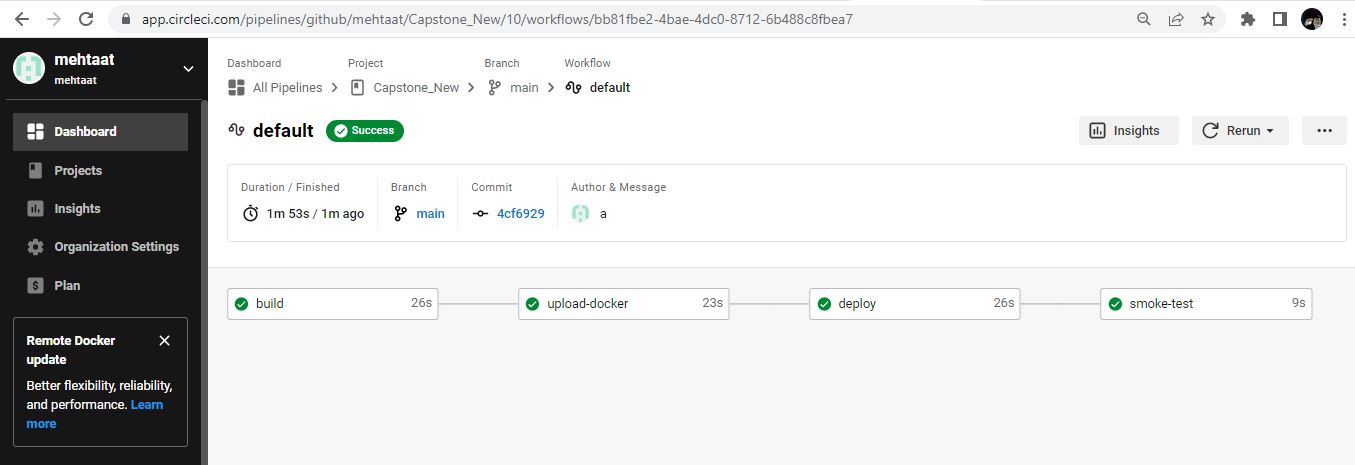 app.circleci.com/pipelines/github/mehtaat/Capstone_New/10/workflows/bb81fbe2-4bae-4dc0-8712-6b488c8fbea7
mehtaat
mehtaat
Dashboard
Projects
Insights
Organization Settings
Plan
Remote Docker
update
Better flexibility, reliability,
and performance. Learn
more
Dashboard Project Branch Workflow
All Pipelines Capstone_New main default
default Success
Insights Rerun
Duration / Finished Branch Commit Author & Message
1m 53s / 1m ago main 4cf6929 a
build 26s upload-docker 23s deploy 26s smoke-test 9s